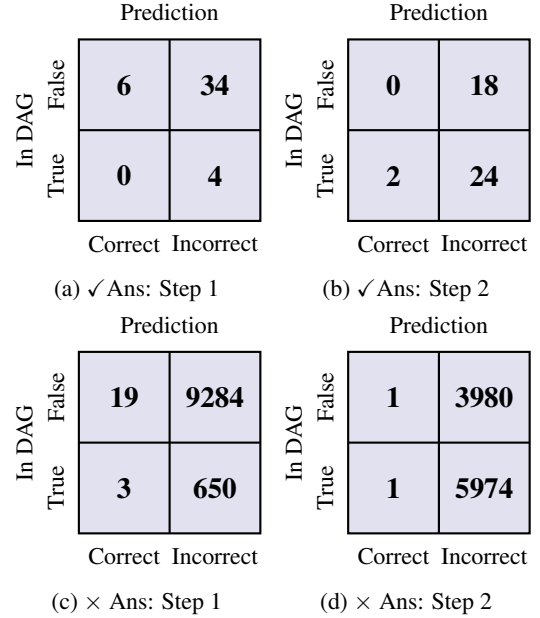 Prediction Prediction
In DAG False 6 34 In DAG False 0 18
True 0 4 True 2 24
Correct Incorrect Correct Incorrect
(a) ✓Ans: Step 1 (b) ✓Ans: Step 2
Prediction Prediction
In DAG False 19 9284 In DAG False 1 3980
True 3 650 True 1 5974
Correct Incorrect Correct Incorrect
(c) × Ans: Step 1 (d) × Ans: Step 2